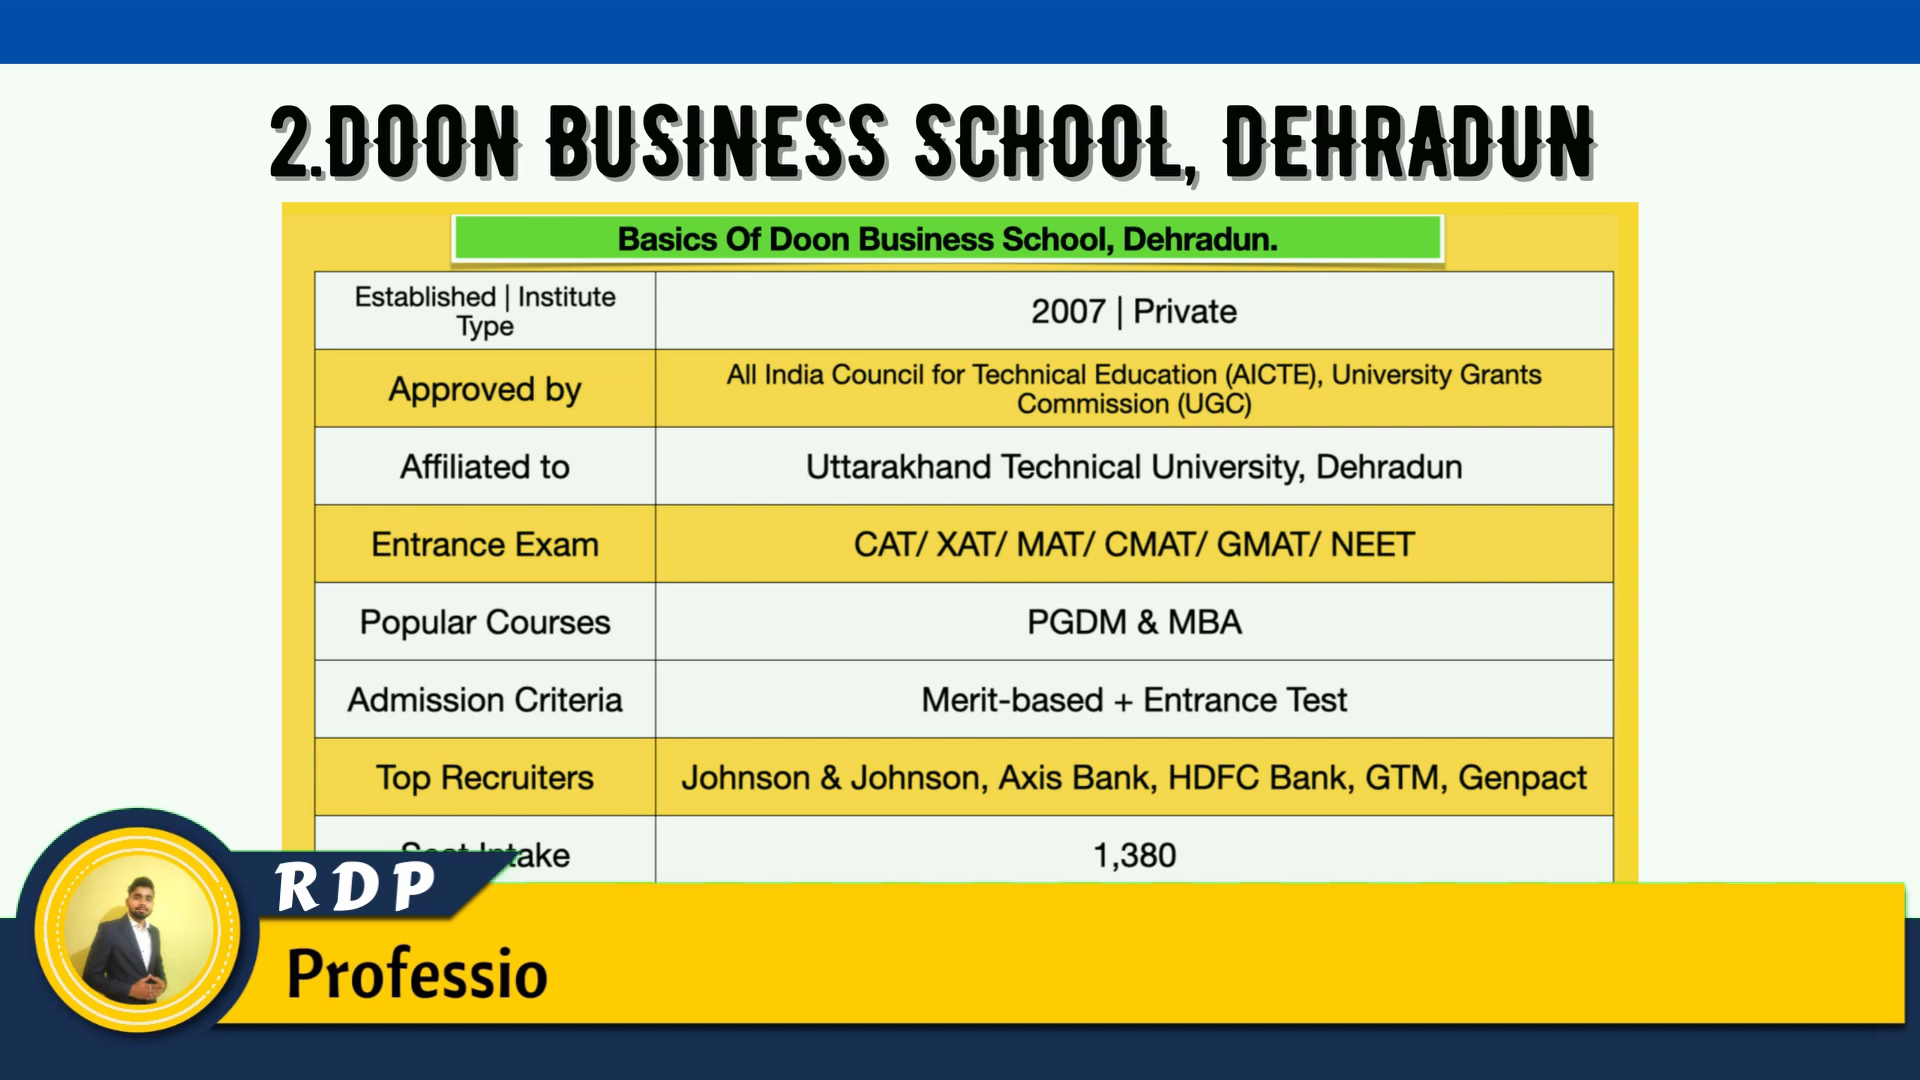 2.DOON BUSINESS SCHOOL, DEHRADUN
Basics Of Doon Business School, Dehradun.
Established | Institute
Type
2007 | Private
Approved by
All India Council for Technical Education (AICTE), University Grants
Commission (UGC)
Affiliated to
Uttarakhand Technical University, Dehradun
Entrance Exam
CAT/ XAT/ MAT/ CMAT/ GMAT/ NEET
Popular Courses
PGDM & MBA
Admission Criteria
Merit-based + Entrance Test
Top Recruiters
Johnson & Johnson, Axis Bank, HDFC Bank, GTM, Genpact
Seat Intake
1,380
RDP
Professio